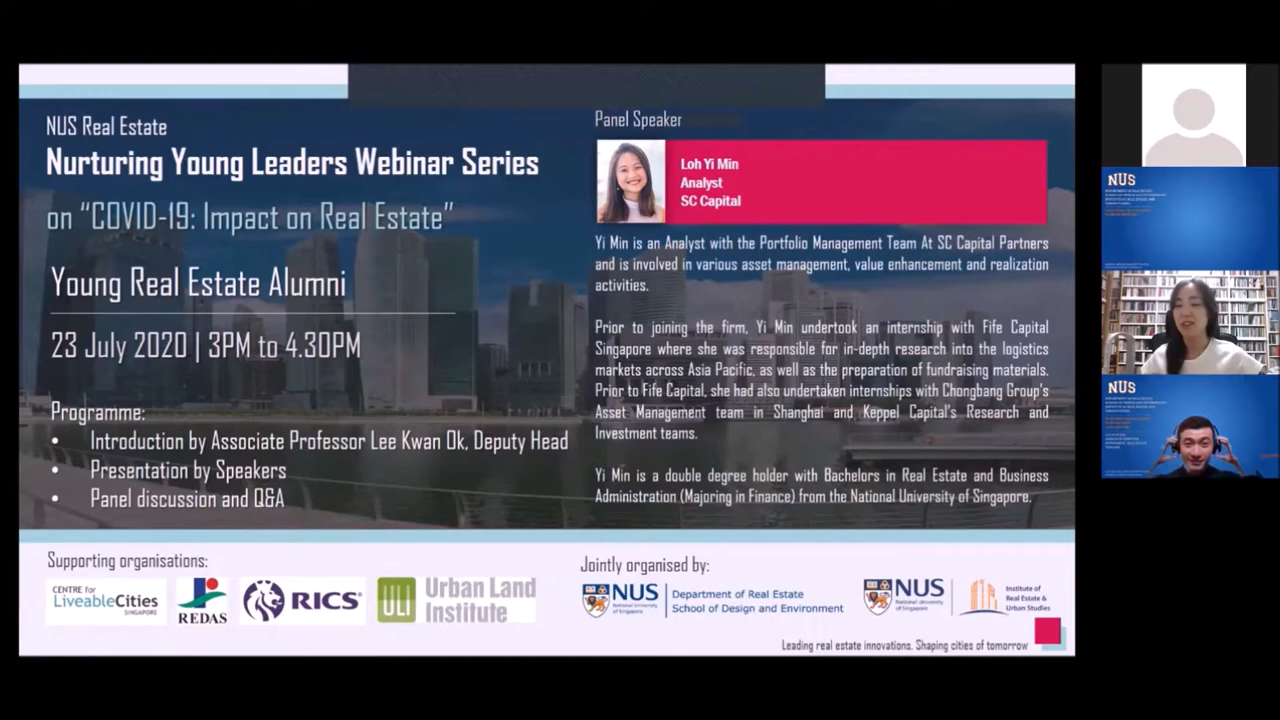 NUS Real Estate
Nurturing Young Leaders Webinar Series
on “COVID-19: Impact on Real Estate”
Young Real Estate Alumni
23 July 2020 | 3PM to 4.30PM
Programme:
• Introduction by Associate Professor Lee Kwan Ok, Deputy Head
• Presentation by Speakers
• Panel discussion and Q&A
Panel Speaker
Loh Yi Min
Analyst
SC Capital
Yi Min is an Analyst with the Portfolio Management Team At SC Capital Partners
and is involved in various asset management, value enhancement and realization
activities.
Prior to joining the firm, Yi Min undertook an internship with Fife Capital
Singapore where she was responsible for in-depth research into the logistics
markets across Asia Pacific, as well as the preparation of fundraising materials.
Prior to Fife Capital, she had also undertaken internships with Chongbang Group’s
Asset Management team in Shanghai and Keppel Capital’s Research and
Investment teams.
Yi Min is a double degree holder with Bachelors in Real Estate and Business
Administration (Majoring in Finance) from the National University of Singapore.
Supporting organisations:
CENTRE for
LiveableCities
SINGAPORE
REDAS
RICS
ULI
Urban Land
Institute
Jointly organised by:
NUS
National University
of Singapore
Department of Real Estate
School of Design and Environment
NUS
National University
of Singapore
Institute of
Real Estate &
Urban Studies
Leading real estate innovations. Shaping cities of tomorrow
NUS
NUS